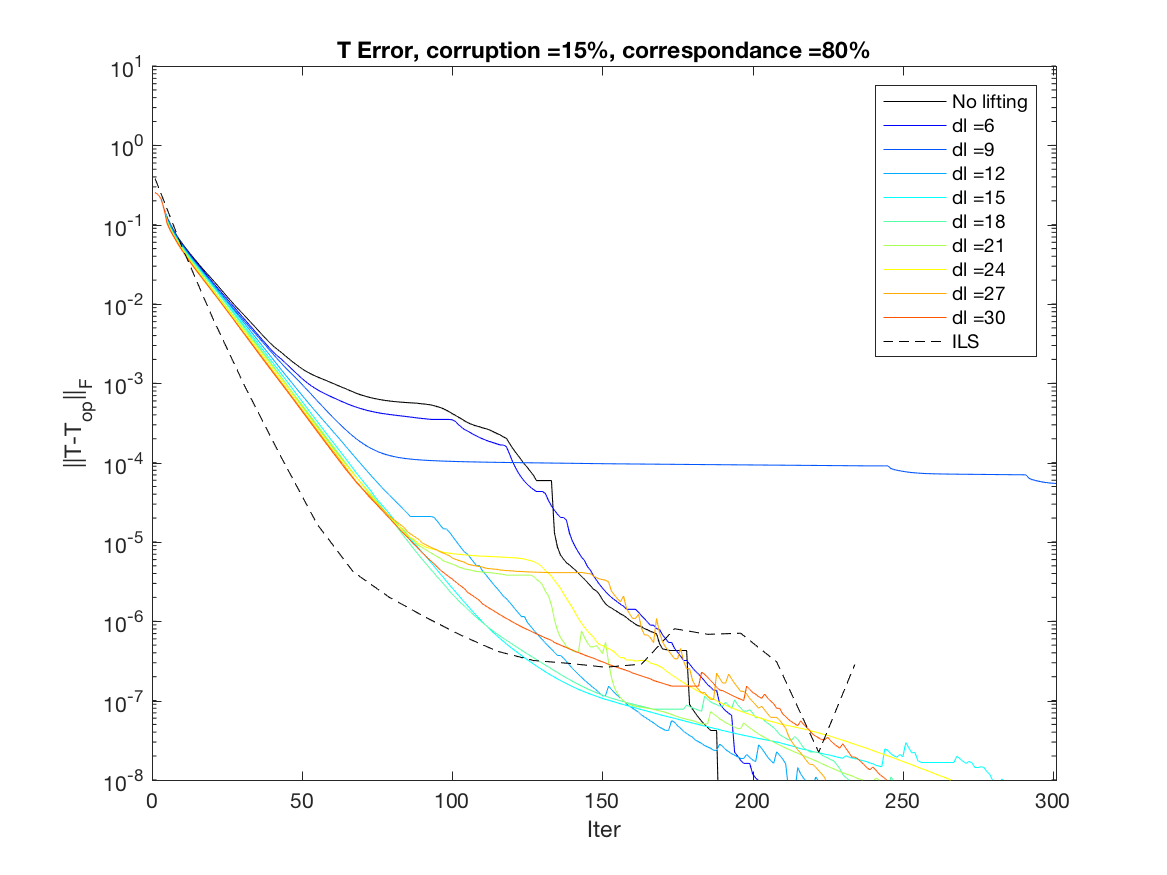 T Error, corruption =15%, correspondance =80%
10^1
10^0
10^-1
10^-2
10^-3
10^-4
10^-5
10^-6
10^-7
10^-8
||T-T_op||_F
No lifting
dl =6
dl =9
dl =12
dl =15
dl =18
dl =21
dl =24
dl =27
dl =30
ILS
0 50 100 150 200 250 300
Iter